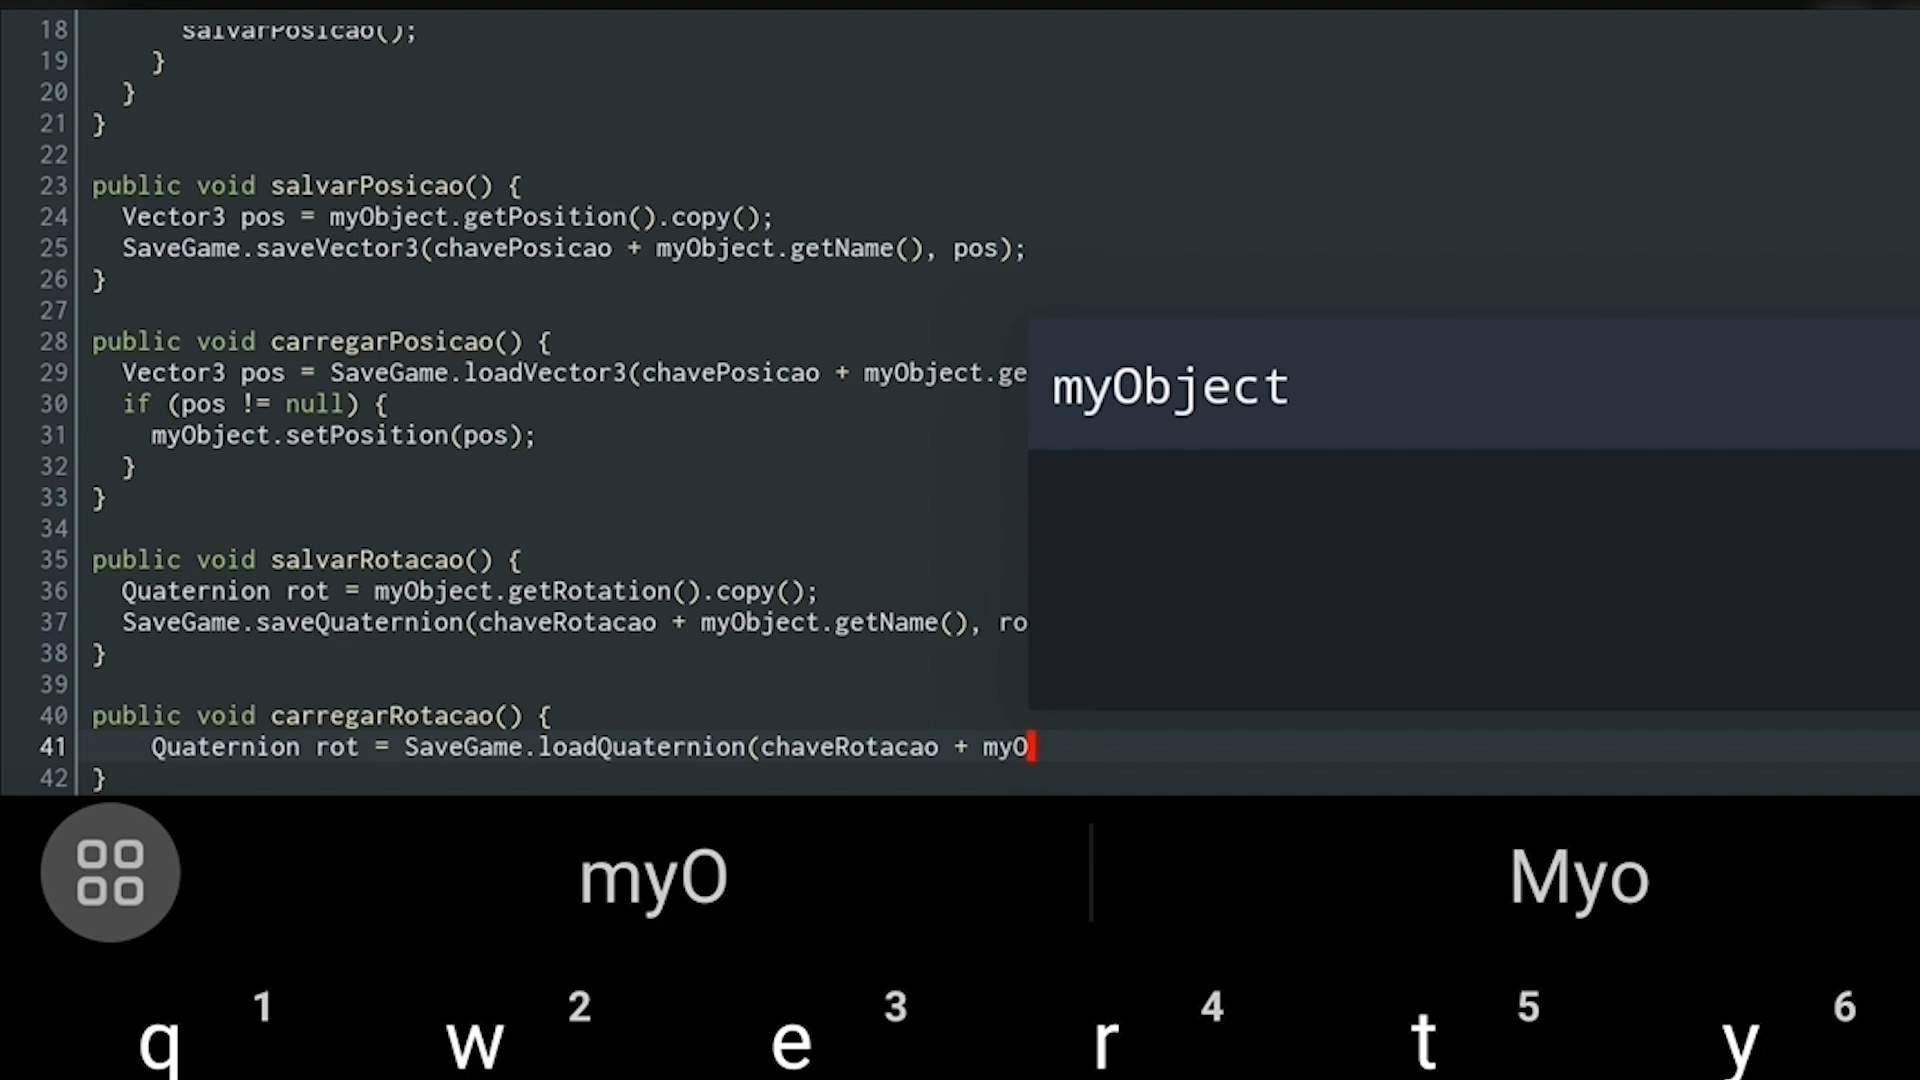 18 salvarPosicao();
19 }
20 }
21 }
22
23 public void salvarPosicao() {
24 Vector3 pos = myObject.getPosition().copy();
25 SaveGame.saveVector3(chavePosicao + myObject.getName(), pos);
26 }
27
28 public void carregarPosicao() {
29 Vector3 pos = SaveGame.loadVector3(chavePosicao + myObject.ge
30 if (pos != null) {
31 myObject.setPosition(pos);
32 }
33 }
34
35 public void salvarRotacao() {
36 Quaternion rot = myObject.getRotation().copy();
37 SaveGame.saveQuaternion(chaveRotacao + myObject.getName(), ro
38 }
39
40 public void carregarRotacao() {
41 Quaternion rot = SaveGame.loadQuaternion(chaveRotacao + myO
42 }
myObject
myO Myo
1 2 3 4 5 6
q w e r t y